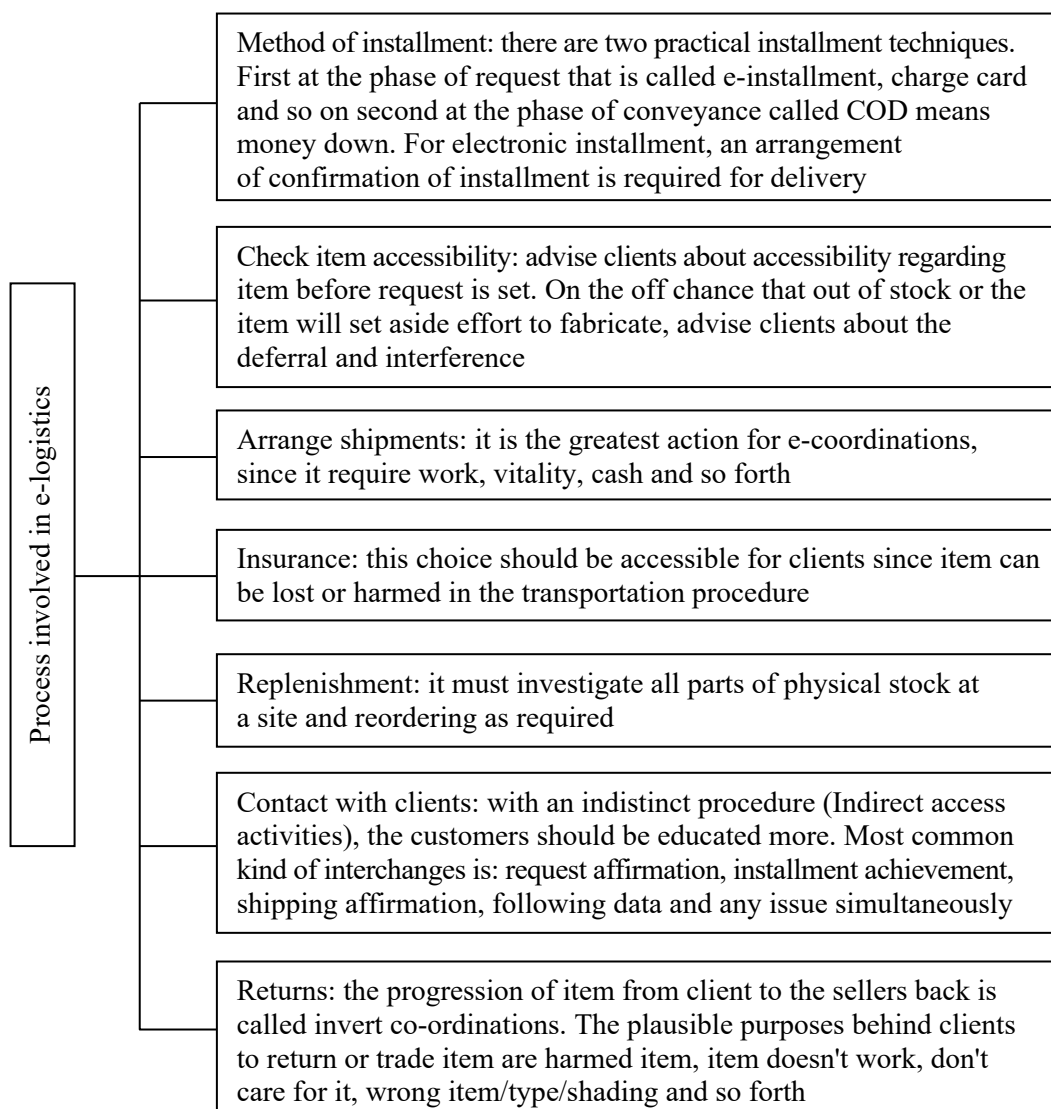 Process involved in e-logistics
Method of installment: there are two practical installment techniques.
First at the phase of request that is called e-installment, charge card
and so on second at the phase of conveyance called COD means
money down. For electronic installment, an arrangement
of confirmation of installment is required for delivery
Check item accessibility: advise clients about accessibility regarding
item before request is set. On the off chance that out of stock or the
item will set aside effort to fabricate, advise clients about the
deferral and interference
Arrange shipments: it is the greatest action for e-coordinations,
since it require work, vitality, cash and so forth
Insurance: this choice should be accessible for clients since item can
be lost or harmed in the transportation procedure
Replenishment: it must investigate all parts of physical stock at
a site and reordering as required
Contact with clients: with an indistinct procedure (Indirect access
activities), the customers should be educated more. Most common
kind of interchanges is: request affirmation, installment achievement,
shipping affirmation, following data and any issue simultaneously
Returns: the progression of item from client to the sellers back is
called invert co-ordinations. The plausible purposes behind clients
to return or trade item are harmed item, item doesn't work, don't
care for it, wrong item/type/shading and so forth